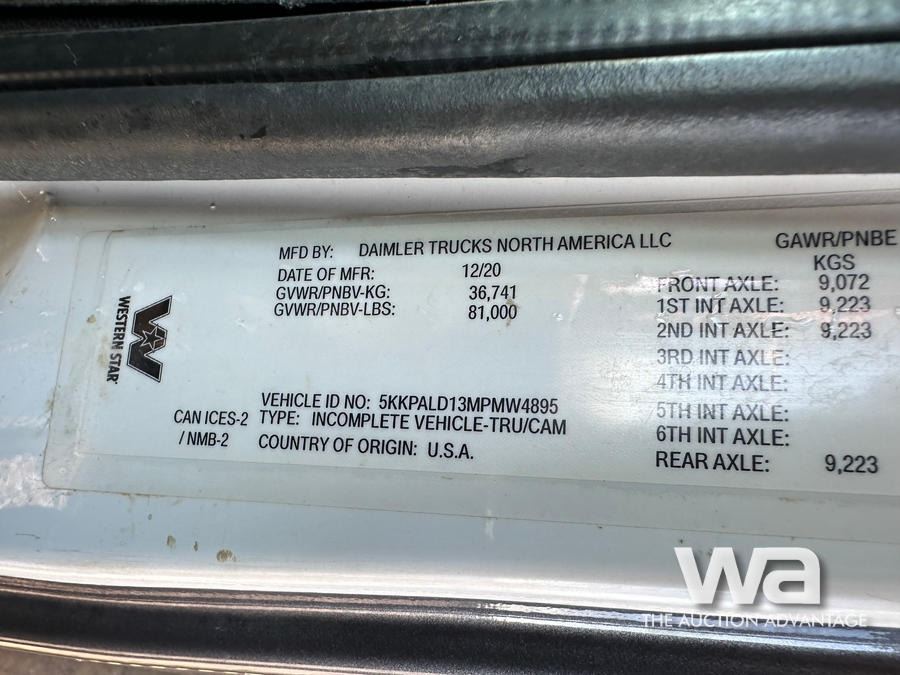 MFD BY: DAIMLER TRUCKS NORTH AMERICA LLC
DATE OF MFR: 12/20
GVWR/PNBV-KG: 36,741
GVWR/PNBV-LBS: 81,000
WESTERN STAR
VEHICLE ID NO: 5KKPALD13MPMW4895
CAN ICES-2 TYPE: INCOMPLETE VEHICLE-TRU/CAM
/ NMB-2 COUNTRY OF ORIGIN: U.S.A.
GAWR/PNBE
KGS
FRONT AXLE: 9,072
1ST INT AXLE: 9,223
2ND INT AXLE: 9,223
3RD INT AXLE:
4TH INT AXLE:
5TH INT AXLE:
6TH INT AXLE:
REAR AXLE: 9,223
wa
THE AUCTION ADVANTAGE